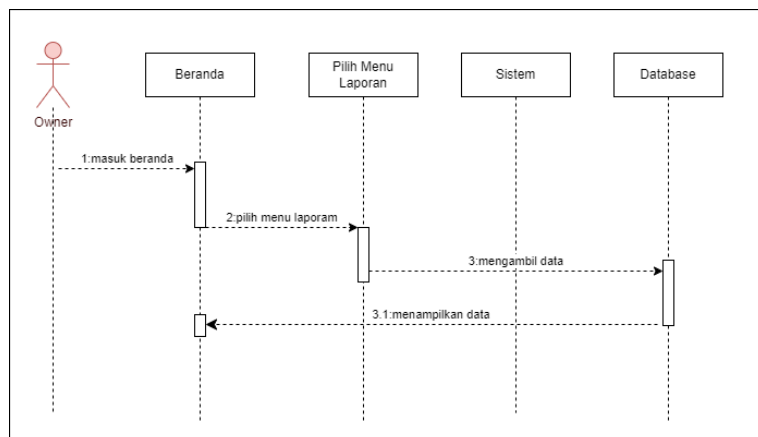 Owner
Beranda
Pilih Menu
Laporan
Sistem
Database
1:masuk beranda
2:pilih menu laporam
3:mengambil data
3.1:menampilkan data